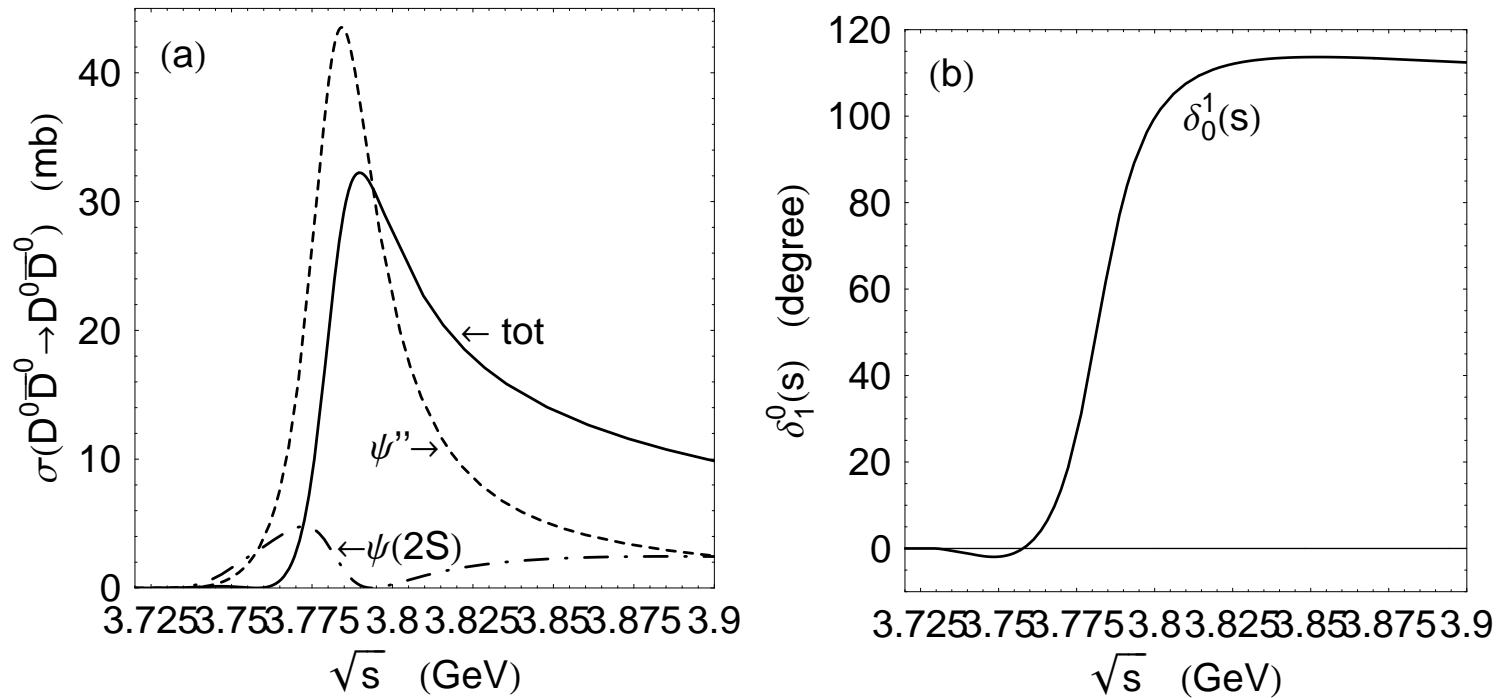 (a)
σ(D⁰D̄⁰→D⁰D̄⁰) (mb)
40
30
20
10
0
← tot
ψ''→
←ψ(2S)
3.725 3.75 3.775 3.8 3.825 3.85 3.875 3.9
√s (GeV)
(b)
δ₁⁰(s) (degree)
120
100
80
60
40
20
0
δ₀¹(s)
3.725 3.75 3.775 3.8 3.825 3.85 3.875 3.9
√s (GeV)